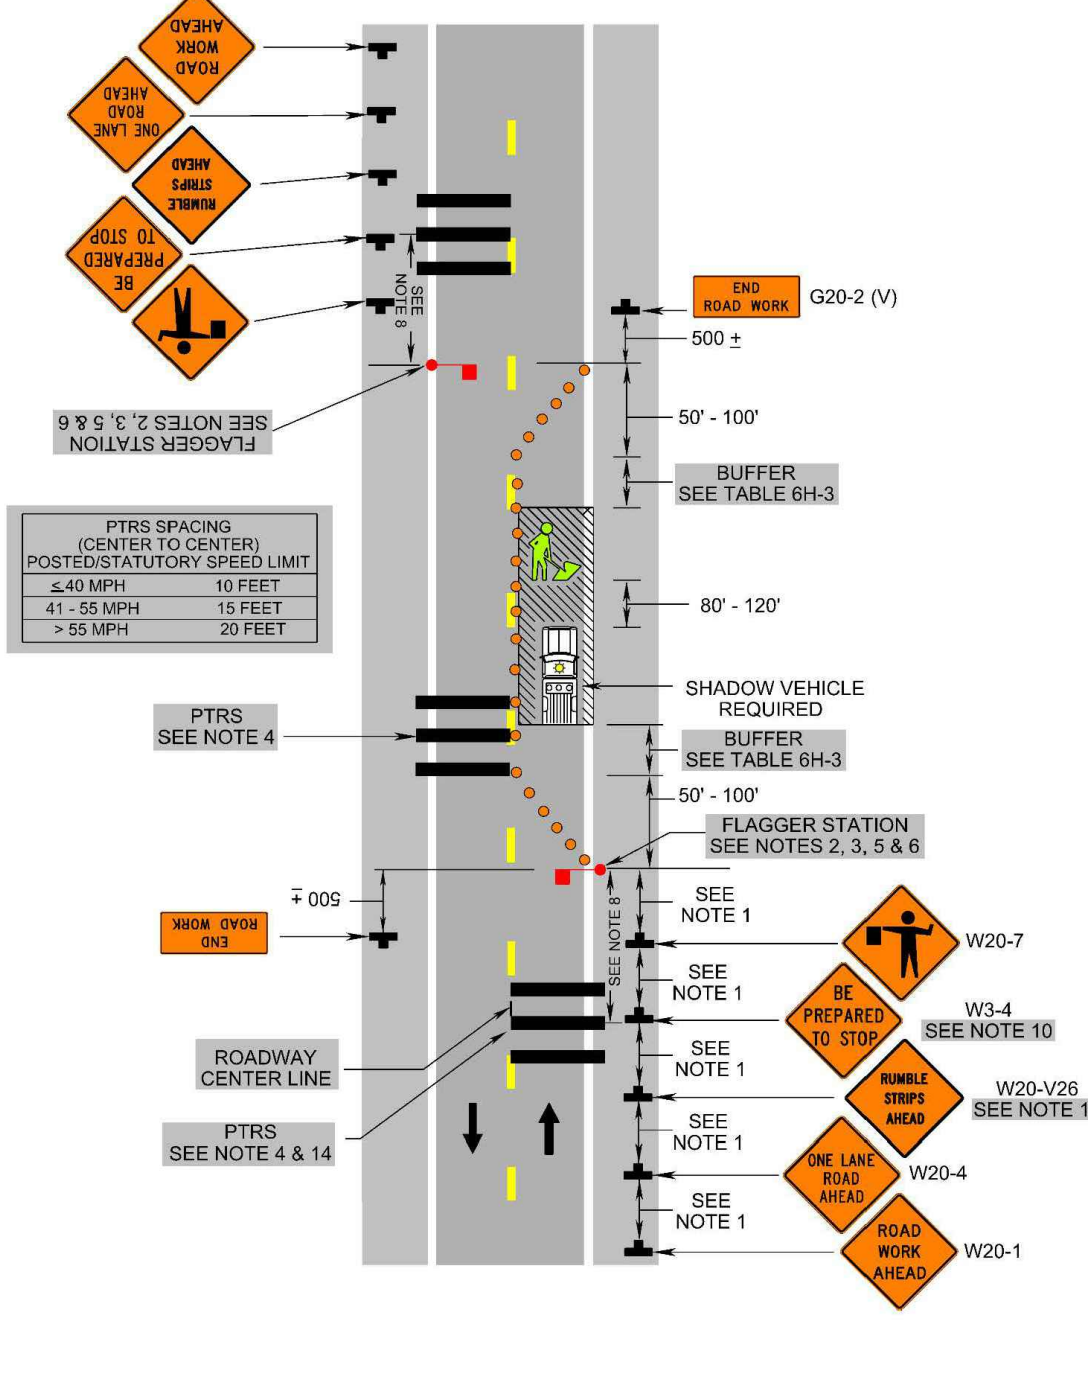 ROAD
WORK
AHEAD
ONE LANE
ROAD
AHEAD
RUMBLE
STRIPS
AHEAD
BE
PREPARED
TO STOP
SEE
NOTE 8
FLAGGER STATION
SEE NOTES 2, 3, 5 & 6
END
ROAD WORK
G20-2 (V)
500 ±
50' - 100'
BUFFER
SEE TABLE 6H-3
PTRS SPACING
(CENTER TO CENTER)
POSTED/STATUTORY SPEED LIMIT
≤40 MPH 10 FEET
41 - 55 MPH 15 FEET
> 55 MPH 20 FEET
80' - 120'
SHADOW VEHICLE
REQUIRED
PTRS
SEE NOTE 4
BUFFER
SEE TABLE 6H-3
50' - 100'
FLAGGER STATION
SEE NOTES 2, 3, 5 & 6
500 ±
END
ROAD WORK
SEE NOTE 8
SEE
NOTE 1
W20-7
SEE
NOTE 1
BE
PREPARED
TO STOP
W3-4
SEE NOTE 10
ROADWAY
CENTER LINE
SEE
NOTE 1
RUMBLE
STRIPS
AHEAD
W20-V26
SEE NOTE 1
PTRS
SEE NOTE 4 & 14
SEE
NOTE 1
ONE LANE
ROAD
AHEAD
W20-4
SEE
NOTE 1
ROAD
WORK
AHEAD
W20-1